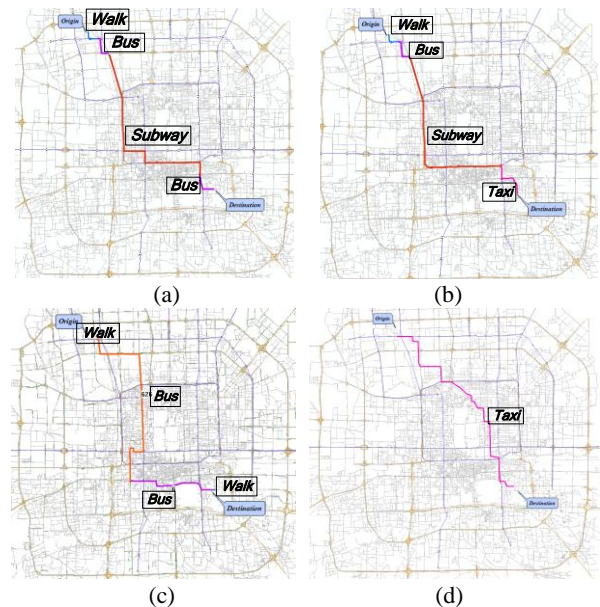 Origin
Walk
Bus
Subway
Bus
Destination
(a)
Origin
Walk
Bus
Subway
Taxi
Destination
(b)
Origin
Walk
526
Bus
Bus
Walk
Destination
(c)
Origin
Taxi
Destination
(d)